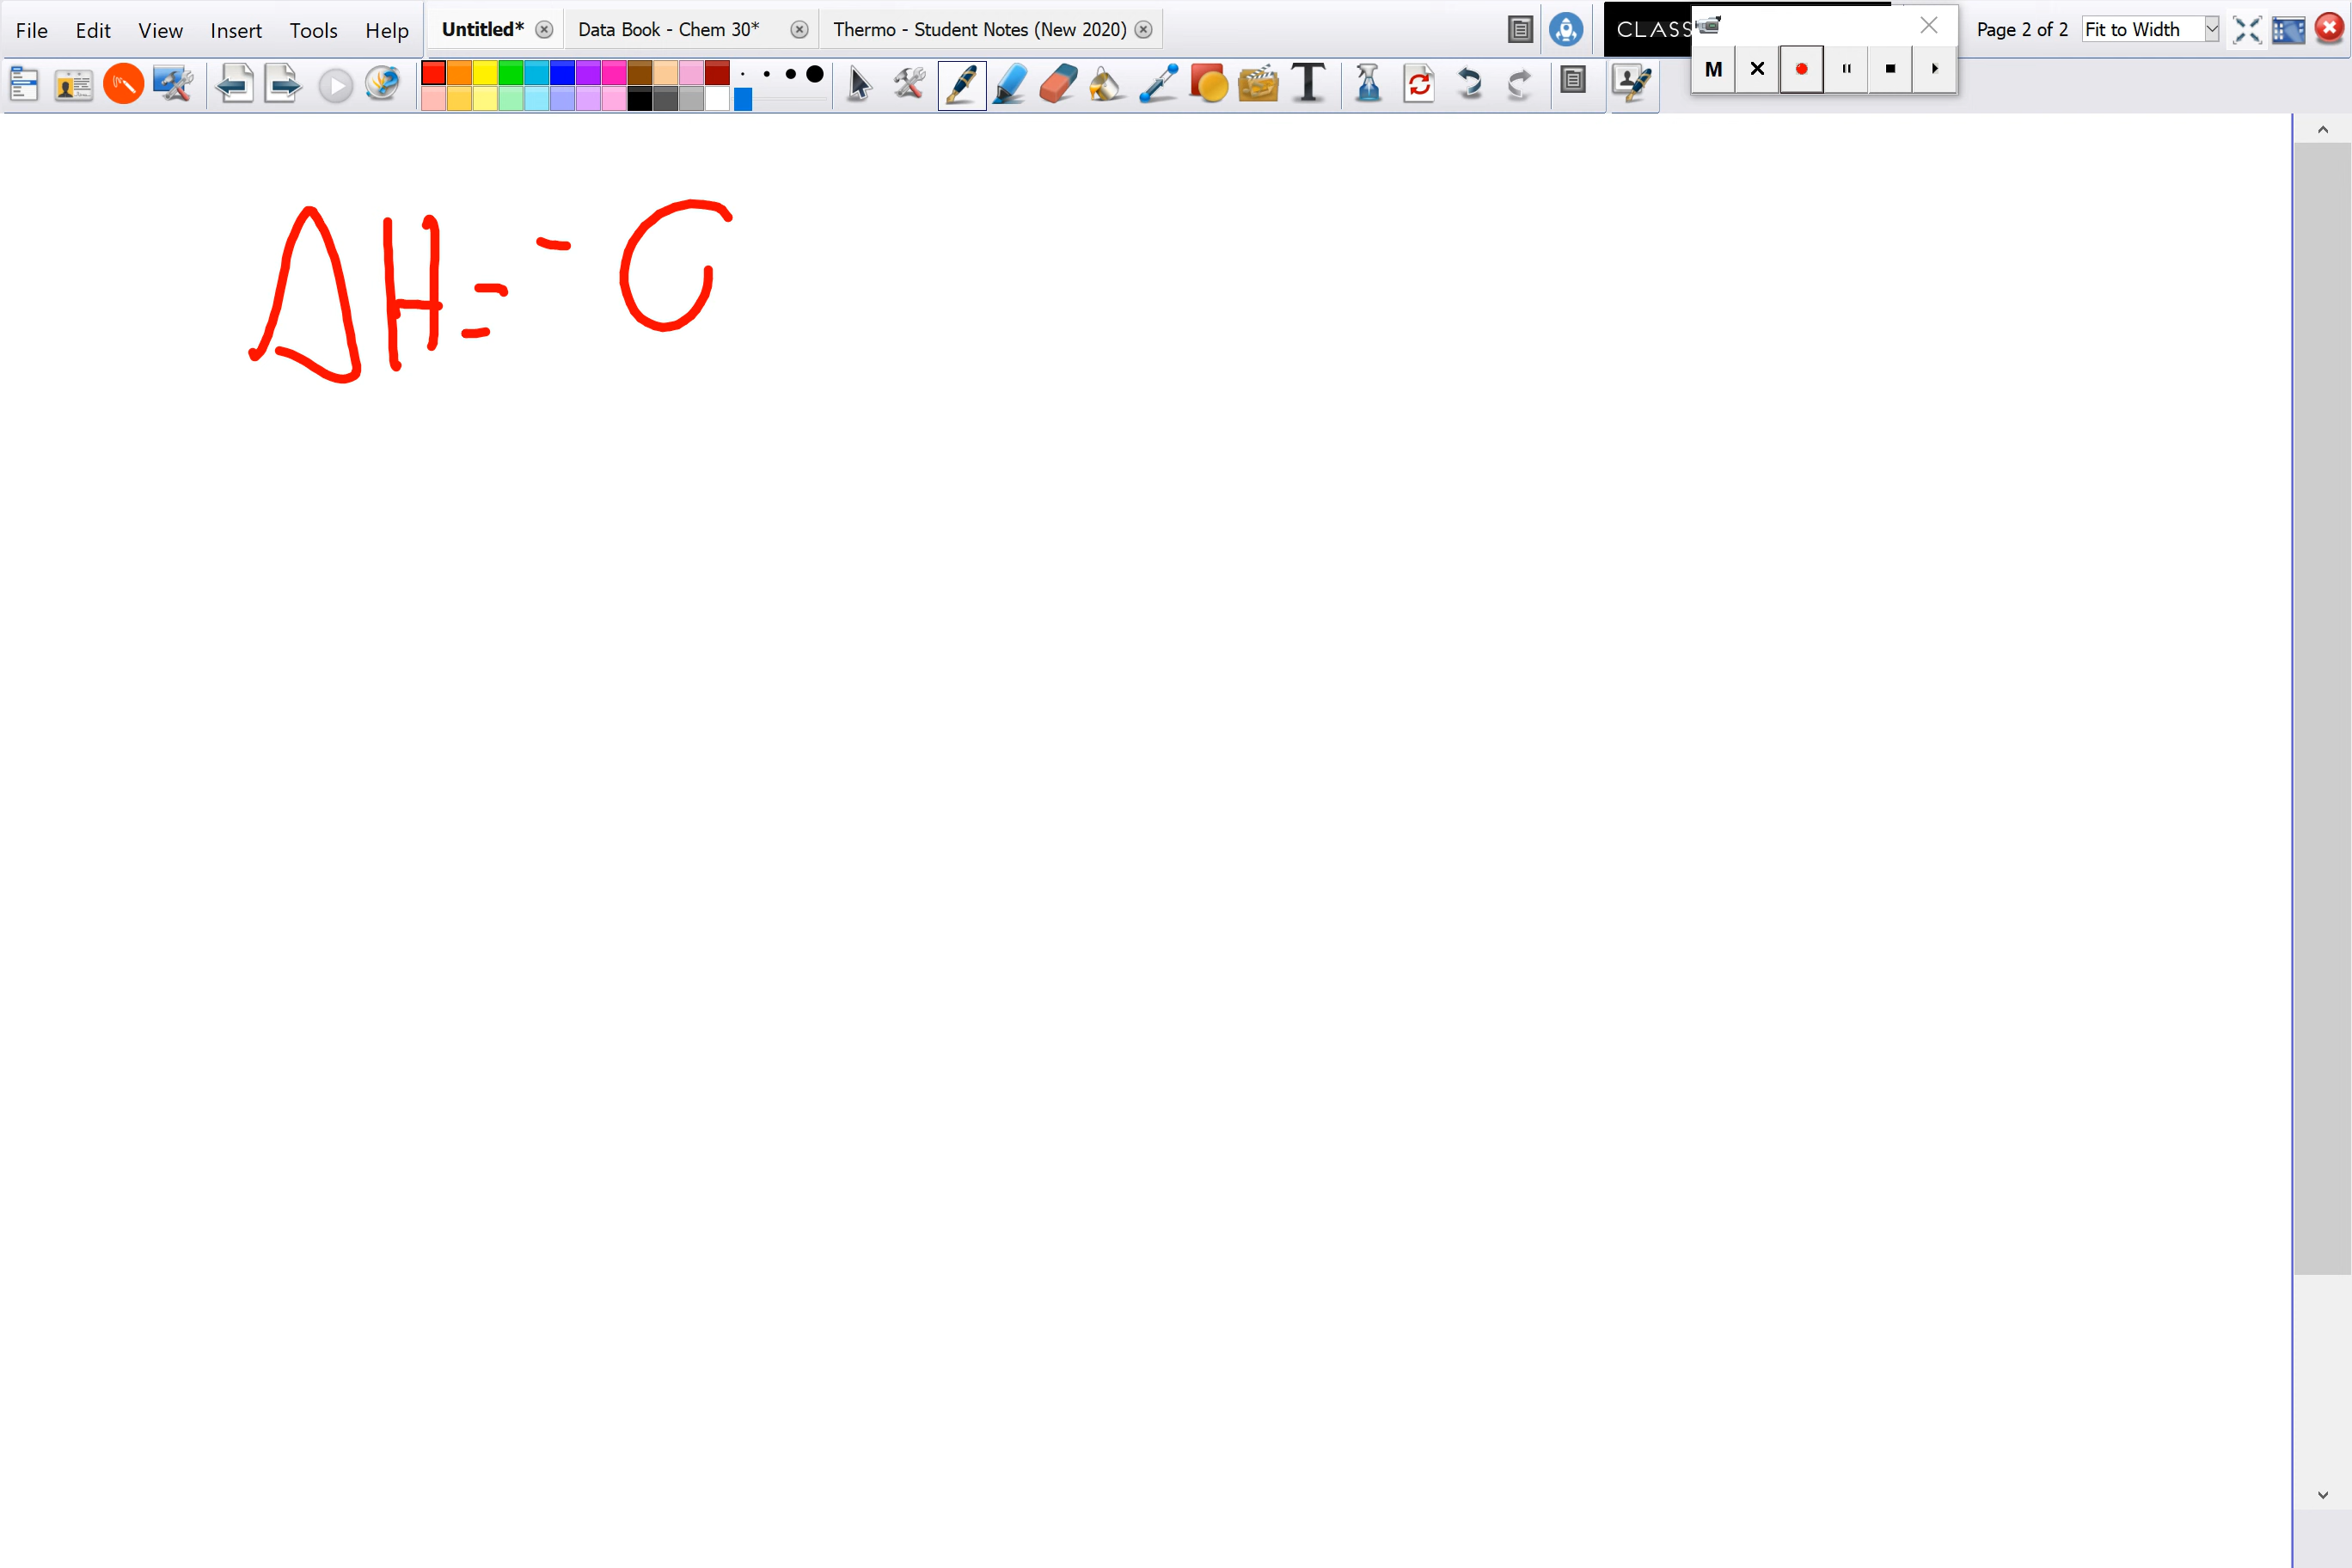 File Edit View Insert Tools Help Untitled* Data Book - Chem 30* Thermo - Student Notes (New 2020) CLASS Page 2 of 2 Fit to Width
M
T
ΔH = -